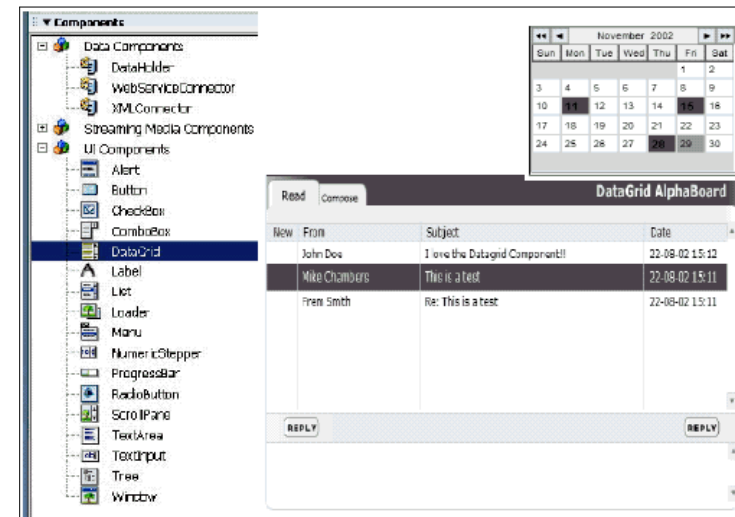 Components
Data Components
DataHolder
WebServiceConnector
XMLConnector
Streaming Media Components
UI Components
Alert
Button
CheckBox
ComboBox
DataGrid
Label
List
Loader
Menu
NumericStepper
ProgressBar
RadioButton
ScrollPane
TextArea
TextInput
Tree
Window
November 2002
Sun Mon Tue Wed Thu Fri Sat
1 2
3 4 5 6 7 8 9
10 11 12 13 14 15 16
17 18 19 20 21 22 23
24 25 26 27 28 29 30
Read Compose DataGrid AlphaBoard
New From Subject Date
John Doe I love the Datagrid Component!! 22-08-02 15:12
Mike Chambers This is a test 22-08-02 15:11
Frem Smith Re: This is a test 22-08-02 15:11
REPLY REPLY